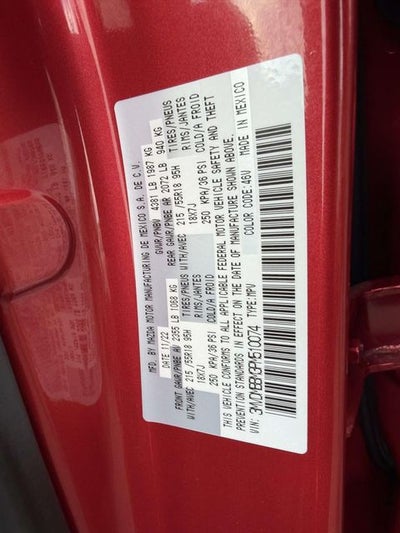 MFD. BY MAZDA MOTOR MANUFACTURING DE MEXICO S.A. DE C.V.
DATE 11/22 GVWR/PNBV 4381 LB 1987 KG
FRONT GAWR/PNBE AV 2355 LB 1068 KG REAR GAWR/PNBE AR 2072 LB 940 KG
WITH/AVEC 215 /55R18 95H TIRES/PNEUS WITH/AVEC 215 /55R18 95H TIRES/PNEUS
18X7J RIMS/JANTES 18X7J RIMS/JANTES
250 KPA/36 PSI COLD/A FROID 250 KPA/36 PSI COLD/A FROID
THIS VEHICLE CONFORMS TO ALL APPLICABLE FEDERAL MOTOR VEHICLE SAFETY AND THEFT
PREVENTION STANDARDS IN EFFECT ON THE DATE OF MANUFACTURE SHOWN ABOVE.
VIN: TYPE:MPV COLOR CODE:46V MADE IN MEXICO